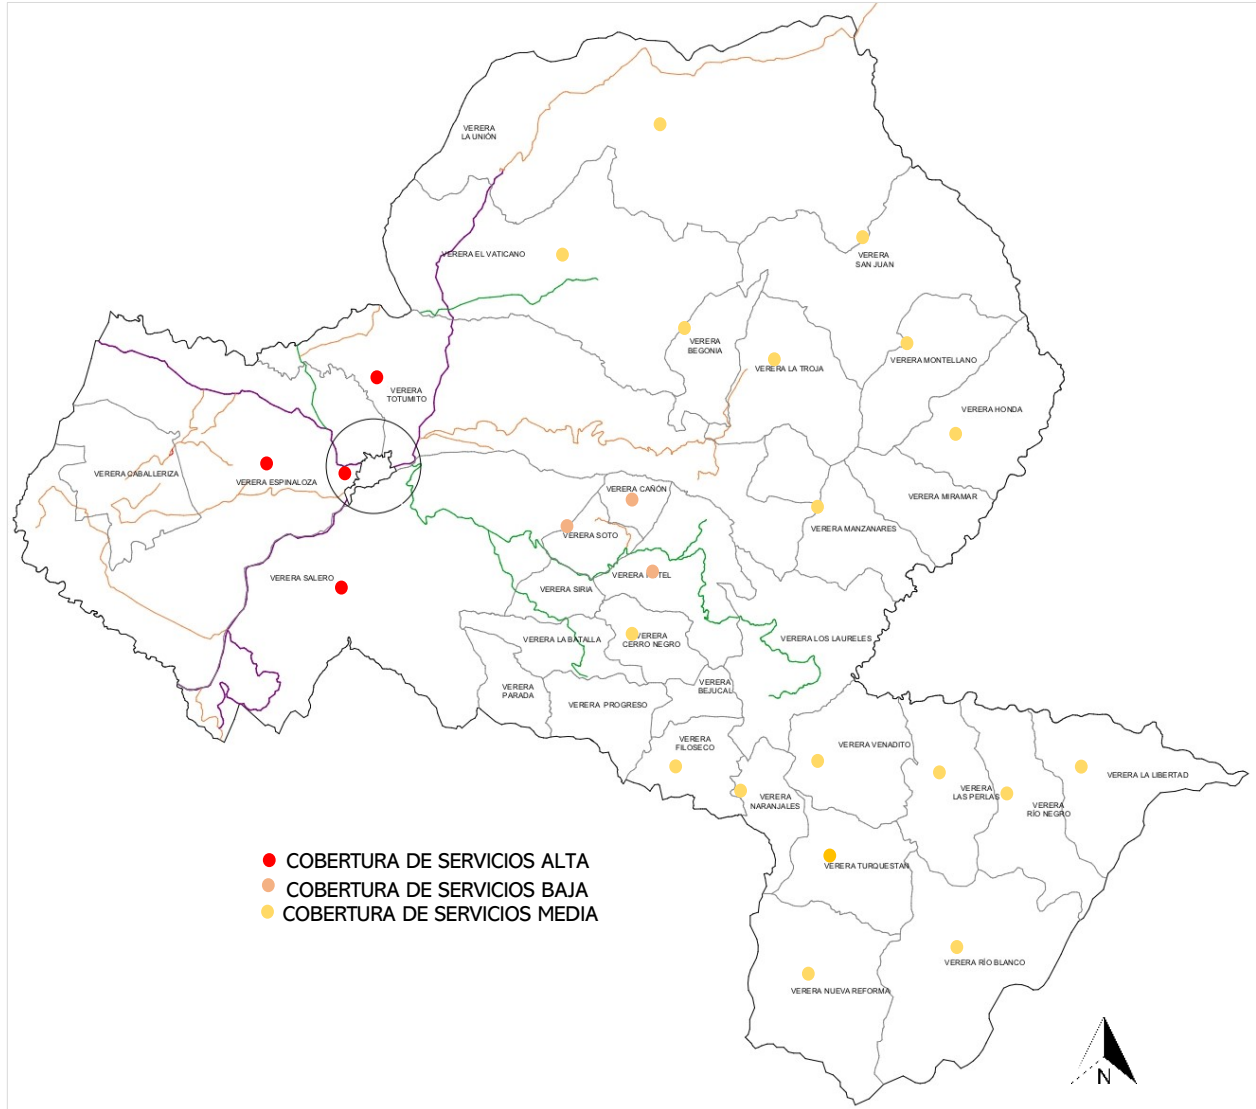 VERERA
LA UNIÓN
VERERA EL VATICANO
VERERA
SAN JUAN
VERERA
BEGONIA
VERERA LA TROJA
VERERA MONTELLANO
VERERA
TOTUMITO
VERERA HONDA
VERERA CABALLERIZA
VERERA ESPINALOZA
VERERA CAÑÓN
VERERA MIRAMAR
VERERA SOTO
VERERA MANZANARES
VERERA SALERO
VERERA SIRIA
VERERA
VERERA LA BATALLA
VERERA
CERRO NEGRO
VERERA LOS LAURELES
VERERA
PARADA
VERERA PROGRESO
VERERA
BEJUCAL
VERERA
FILOSECO
VERERA VENADITO
VERERA
NARANJALES
VERERA
LAS PERLAS
VERERA
RÍO NEGRO
VERERA LA LIBERTAD
VERERA TURQUESTAN
COBERTURA DE SERVICIOS ALTA
COBERTURA DE SERVICIOS BAJA
COBERTURA DE SERVICIOS MEDIA
VERERA RÍO BLANCO
VERERA NUEVA REFORMA
N